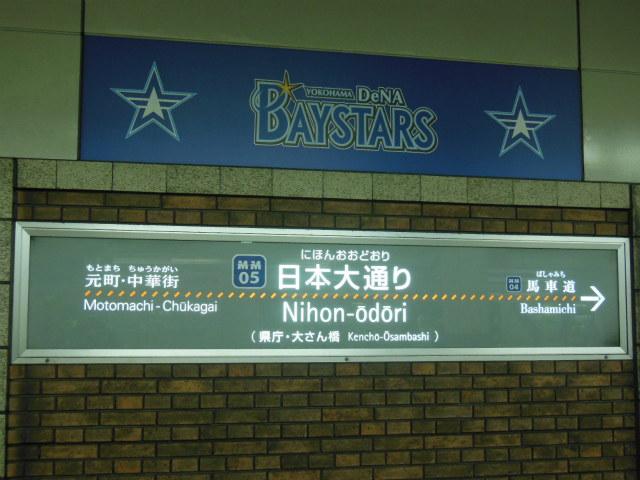 YOKOHAMA DeNA
BAYSTARS
もとまち ちゅうかがい
元町・中華街
Motomachi-Chūkagai
MM
05
にほんおおどおり
日本大通り
Nihon-ōdōri
(県庁・大さん橋 Kenchō-Ōsambashi)
MM
04
ばしゃみち
馬車道
Bashamichi